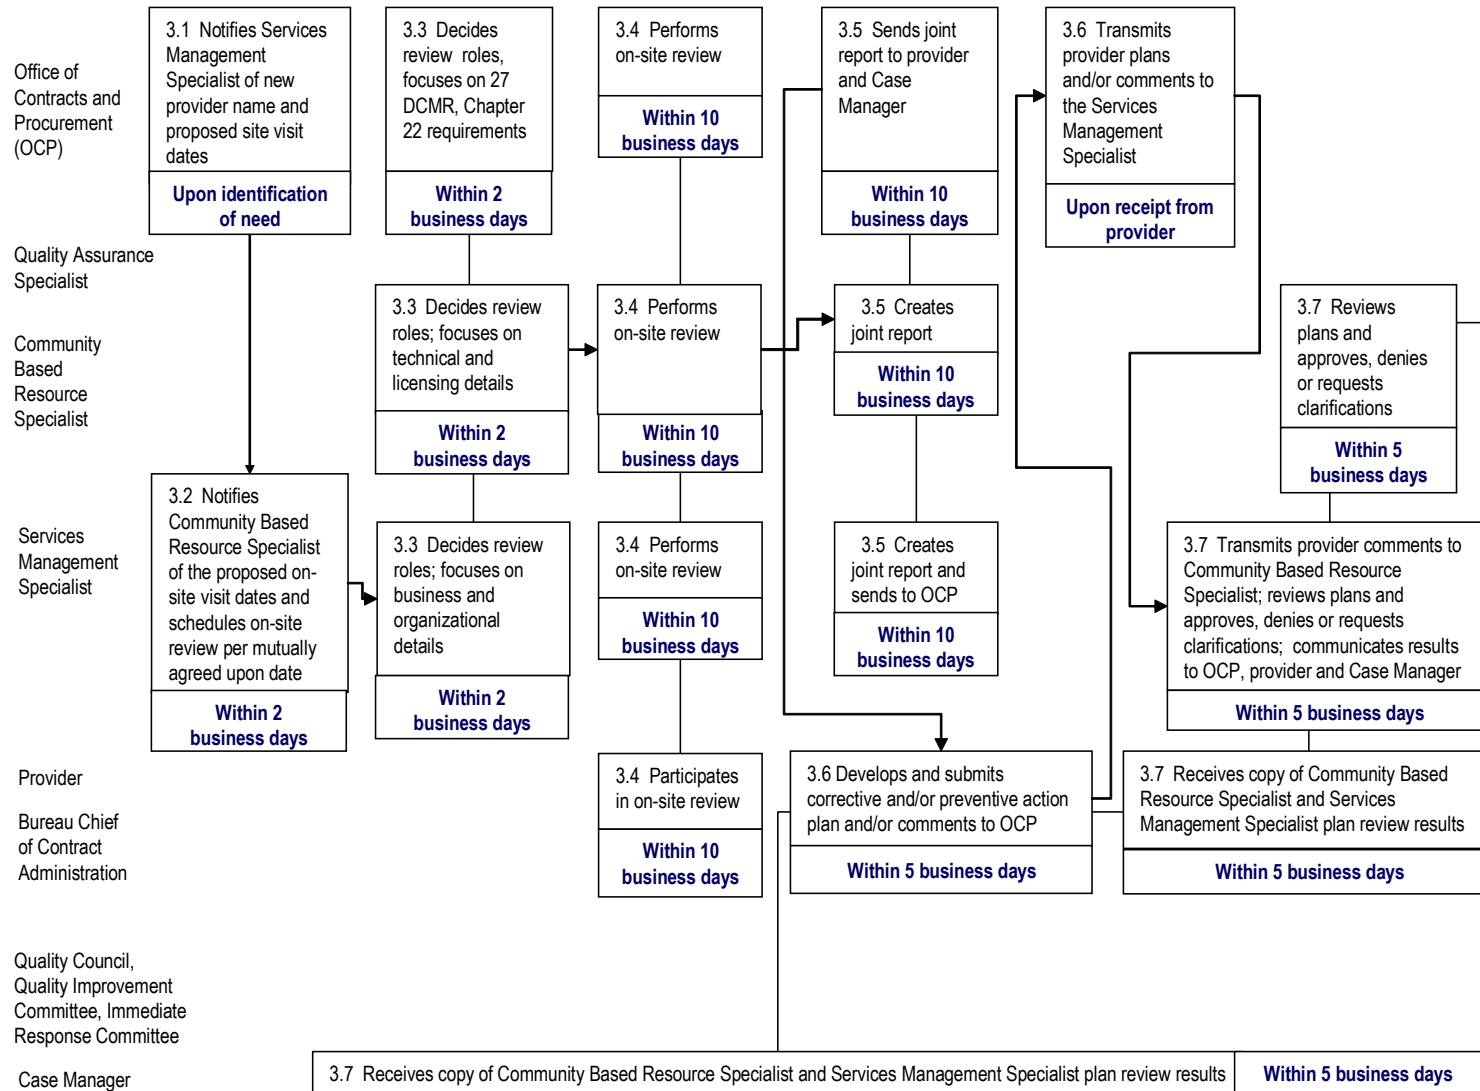 Office of
Contracts and
Procurement
(OCP)
3.1 Notifies Services
Management
Specialist of new
provider name and
proposed site visit
dates
Upon identification
of need
3.3 Decides
review roles,
focuses on 27
DCMR, Chapter
22 requirements
Within 2
business days
3.4 Performs
on-site review
Within 10
business days
3.5 Sends joint
report to provider
and Case
Manager
Within 10
business days
3.6 Transmits
provider plans
and/or comments to
the Services
Management
Specialist
Upon receipt from
provider
Quality Assurance
Specialist
Community
Based
Resource
Specialist
3.3 Decides review
roles; focuses on
technical and
licensing details
Within 2
business days
3.4 Performs
on-site review
Within 10
business days
3.5 Creates
joint report
Within 10
business days
3.7 Reviews
plans and
approves, denies
or requests
clarifications
Within 5
business days
Services
Management
Specialist
3.2 Notifies
Community Based
Resource Specialist
of the proposed on-
site visit dates and
schedules on-site
review per mutually
agreed upon date
Within 2
business days
3.3 Decides review
roles; focuses on
business and
organizational
details
Within 2
business days
3.4 Performs
on-site review
Within 10
business days
3.5 Creates
joint report and
sends to OCP
Within 10
business days
3.7 Transmits provider comments to
Community Based Resource
Specialist; reviews plans and
approves, denies or requests
clarifications; communicates results
to OCP, provider and Case Manager
Within 5 business days
Provider
3.4 Participates
in on-site review
Within 10
business days
3.6 Develops and submits
corrective and/or preventive action
plan and/or comments to OCP
Within 5 business days
3.7 Receives copy of Community Based
Resource Specialist and Services
Management Specialist plan review results
Within 5 business days
Bureau Chief
of Contract
Administration
Quality Council,
Quality Improvement
Committee, Immediate
Response Committee
Case Manager
3.7 Receives copy of Community Based Resource Specialist and Services Management Specialist plan review results
Within 5 business days